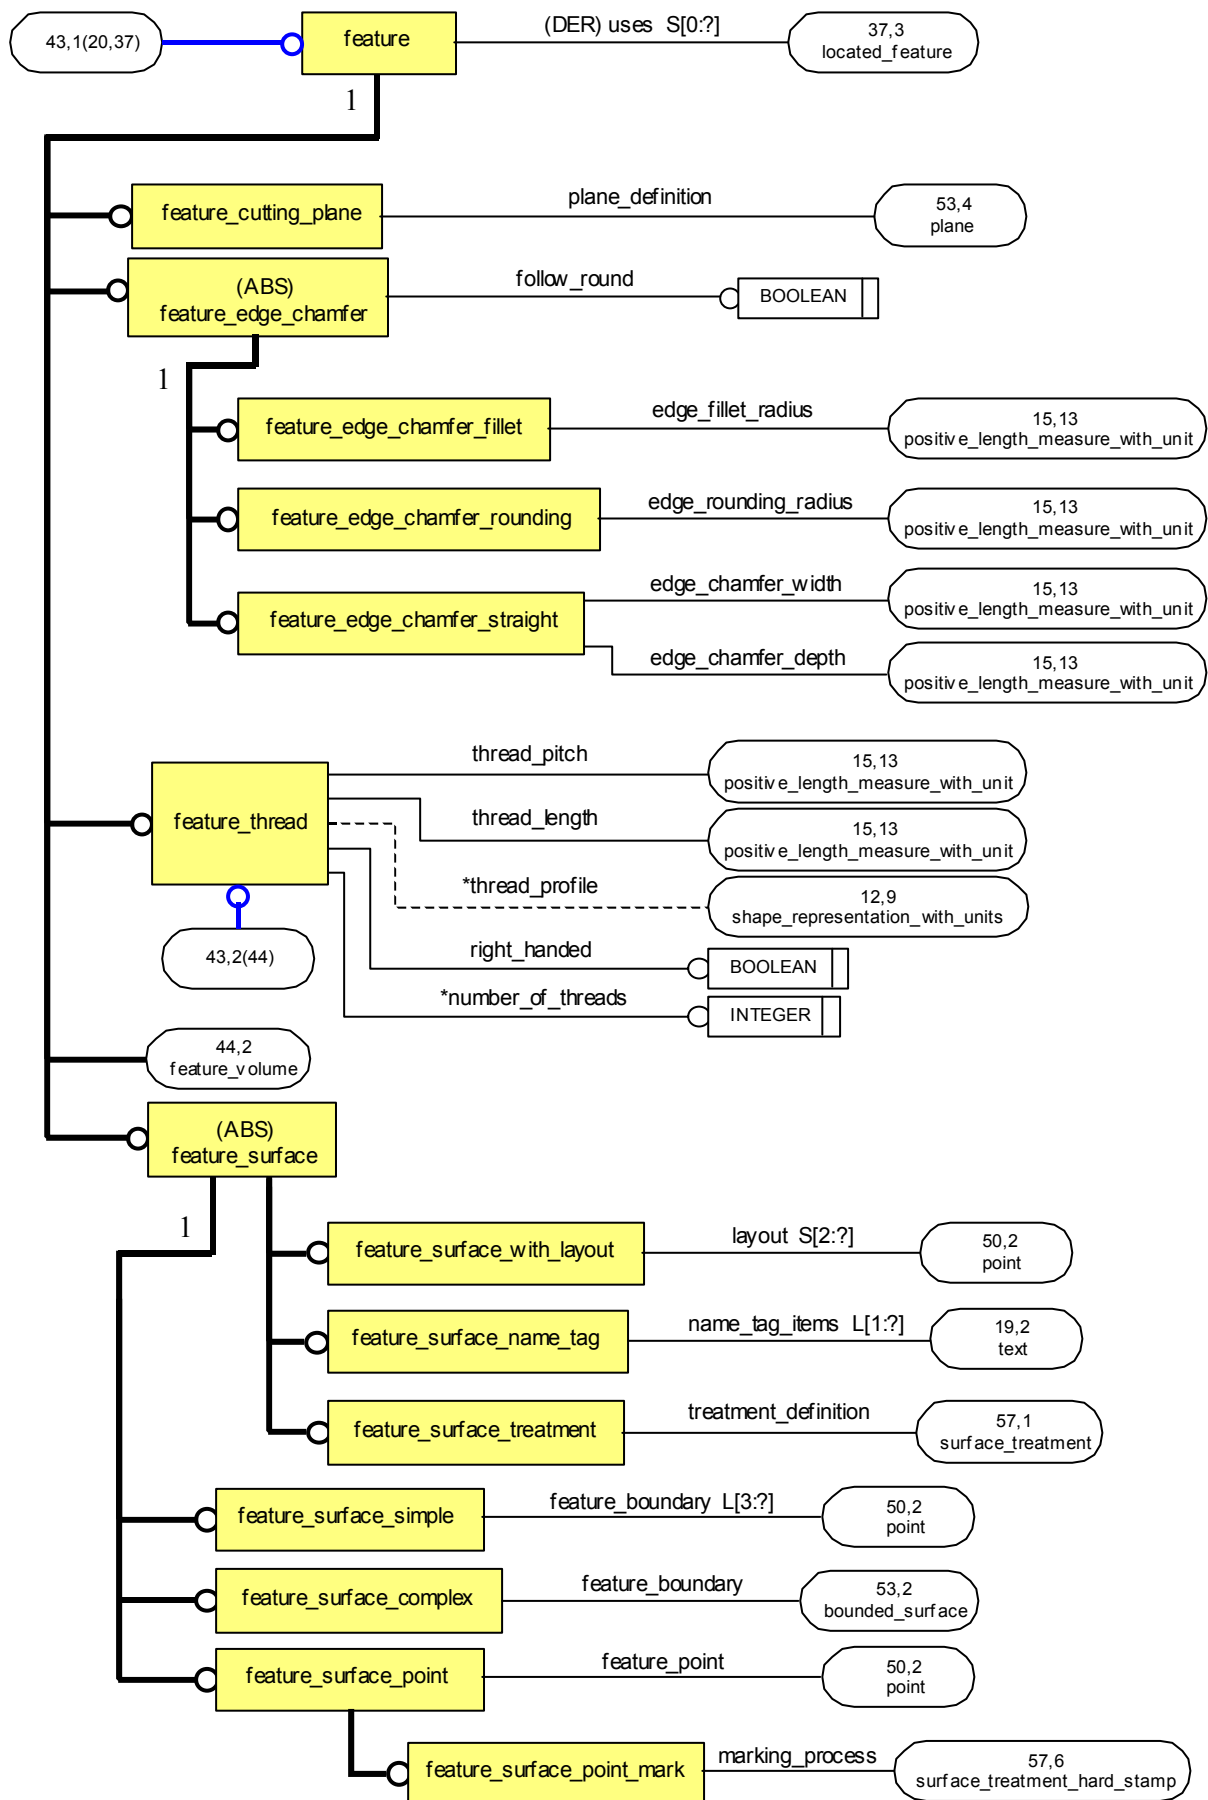 43,1(20,37)
feature
(DER) uses S[0:?]
37,3
located_feature
1
feature_cutting_plane
plane_definition
53,4
plane
(ABS)
feature_edge_chamfer
follow_round
BOOLEAN
1
feature_edge_chamfer_fillet
edge_fillet_radius
15,13
positive_length_measure_with_unit
feature_edge_chamfer_rounding
edge_rounding_radius
15,13
positive_length_measure_with_unit
feature_edge_chamfer_straight
edge_chamfer_width
15,13
positive_length_measure_with_unit
edge_chamfer_depth
15,13
positive_length_measure_with_unit
feature_thread
thread_pitch
15,13
positive_length_measure_with_unit
thread_length
15,13
positive_length_measure_with_unit
*thread_profile
12,9
shape_representation_with_units
right_handed
BOOLEAN
*number_of_threads
INTEGER
43,2(44)
44,2
feature_volume
(ABS)
feature_surface
1
feature_surface_with_layout
layout S[2:?]
50,2
point
feature_surface_name_tag
name_tag_items L[1:?]
19,2
text
feature_surface_treatment
treatment_definition
57,1
surface_treatment
feature_surface_simple
feature_boundary L[3:?]
50,2
point
feature_surface_complex
feature_boundary
53,2
bounded_surface
feature_surface_point
feature_point
50,2
point
feature_surface_point_mark
marking_process
57,6
surface_treatment_hard_stamp